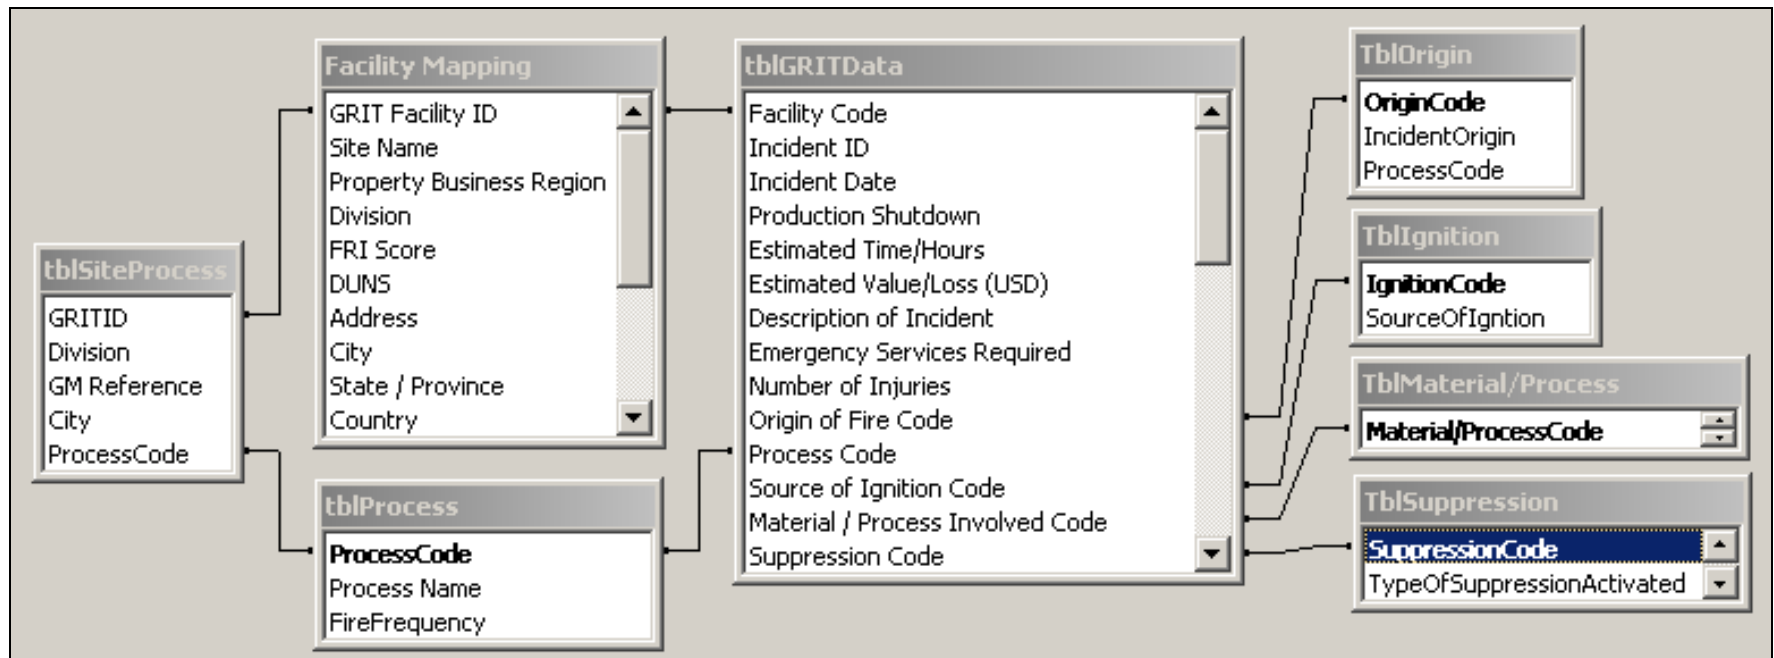 tblSiteProcess
GRITID
Division
GM Reference
City
ProcessCode
Facility Mapping
GRIT Facility ID
Site Name
Property Business Region
Division
FRI Score
DUNS
Address
City
State / Province
Country
tblProcess
ProcessCode
Process Name
FireFrequency
tblGRITData
Facility Code
Incident ID
Incident Date
Production Shutdown
Estimated Time/Hours
Estimated Value/Loss (USD)
Description of Incident
Emergency Services Required
Number of Injuries
Origin of Fire Code
Process Code
Source of Ignition Code
Material / Process Involved Code
Suppression Code
TblOrigin
OriginCode
IncidentOrigin
ProcessCode
TblIgnition
IgnitionCode
SourceOfIgntion
TblMaterial/Process
Material/ProcessCode
TblSuppression
SuppressionCode
TypeOfSuppressionActivated